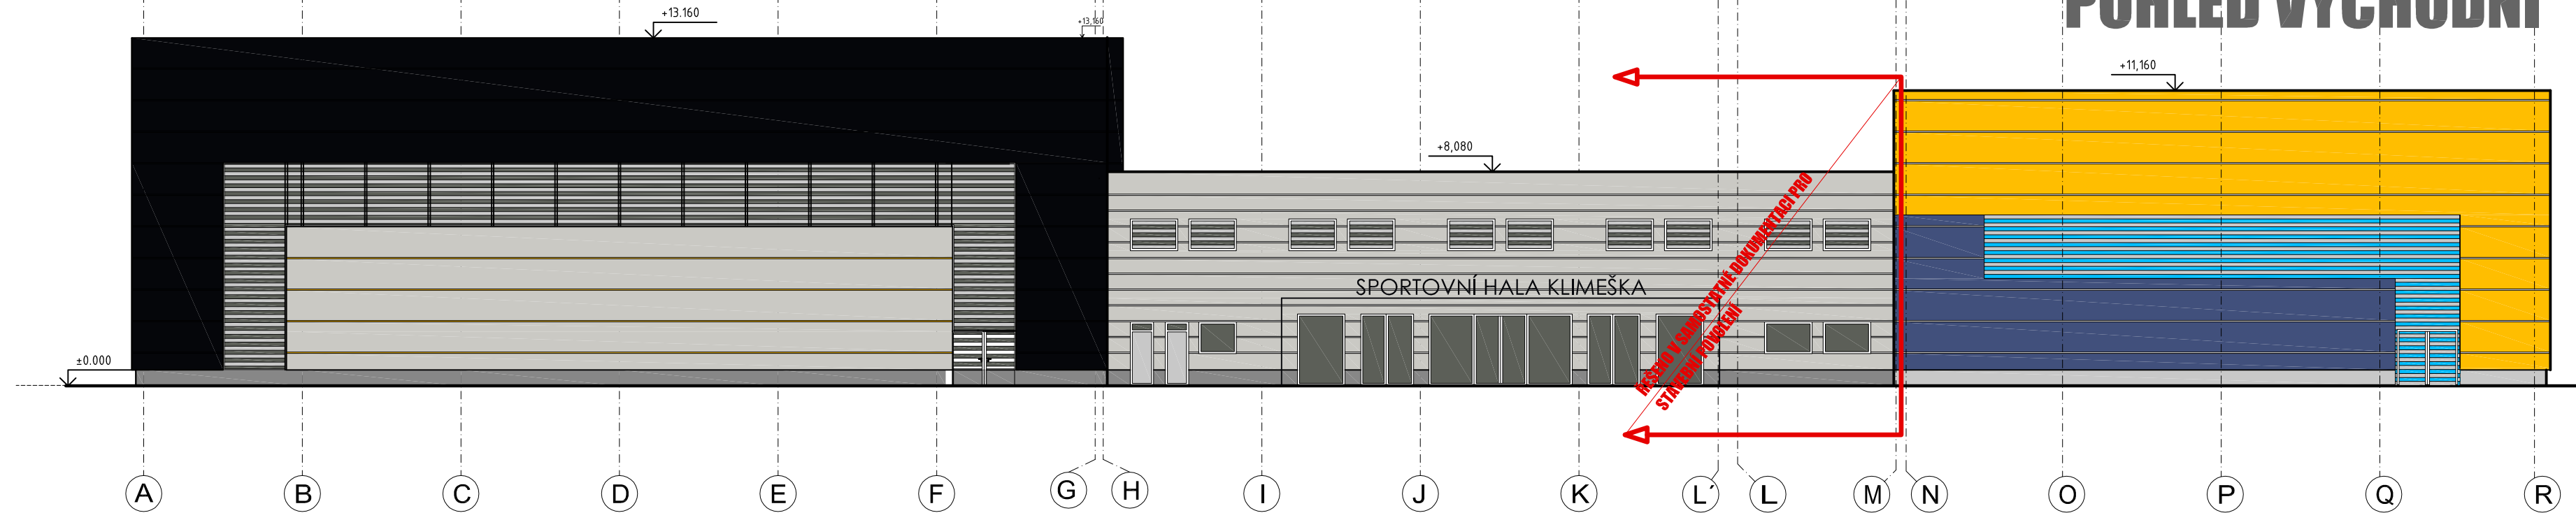 POHLED VÝCHODNÍ
+13.160
+13,160
+11,160
+8,080
SPORTOVNÍ HALA KLIMEŠKA
ŘEŠENO V SAMOSTATNÉ DOKUMENTACI PRO
STAVEBNÍ POVOLENÍ
±0.000
A B C D E F G H I J K L´ L M N O P Q R